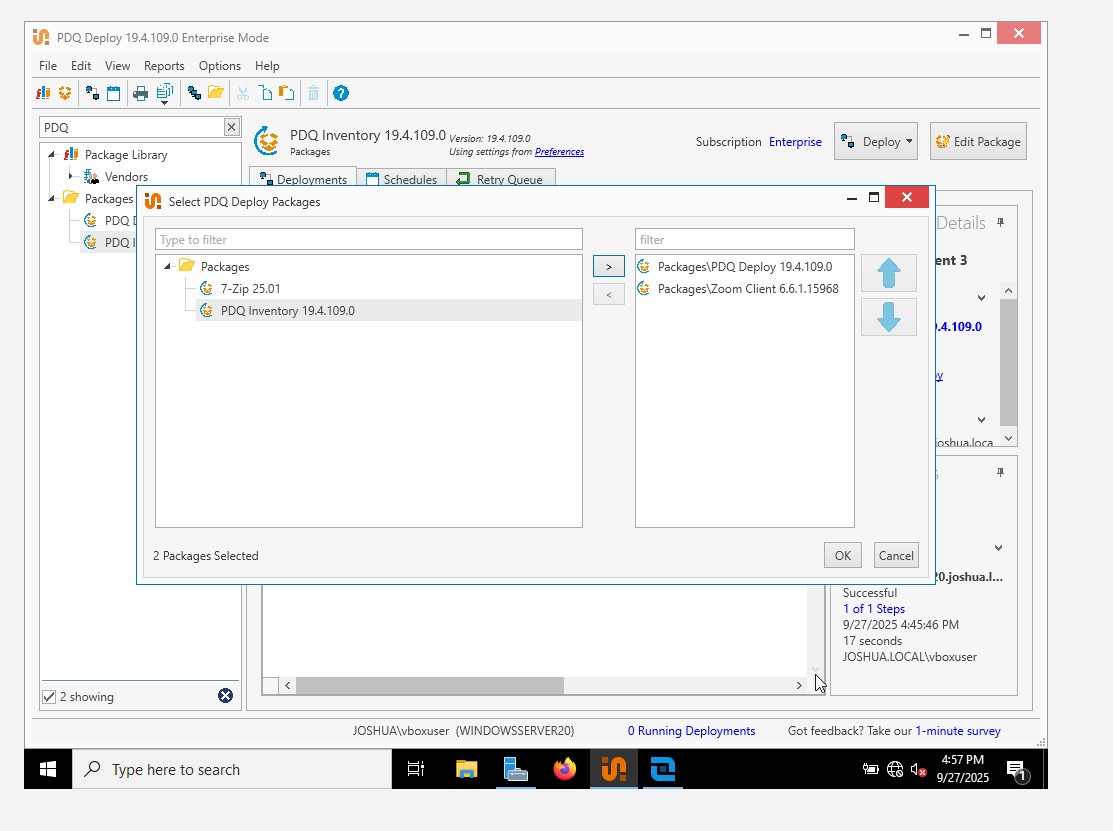 PDQ Deploy 19.4.109.0 Enterprise Mode
File Edit View Reports Options Help
PDQ
Package Library
Vendors
Packages
PDQ
PDQ I
PDQ Inventory 19.4.109.0 Version: 19.4.109.0
Packages Using settings from Preferences
Subscription Enterprise
Deploy
Edit Package
Deployments Schedules Retry Queue
Details
ent 3
.4.109.0
oy
joshua.loca
Select PDQ Deploy Packages
Type to filter
filter
Packages
7-Zip 25.01
PDQ Inventory 19.4.109.0
>
<
Packages\PDQ Deploy 19.4.109.0
Packages\Zoom Client 6.6.1.15968
2 Packages Selected
OK Cancel
0.joshua.l...
Successful
1 of 1 Steps
9/27/2025 4:45:46 PM
17 seconds
JOSHUA.LOCAL\vboxuser
2 showing
JOSHUA\vboxuser (WINDOWSSERVER20) 0 Running Deployments Got feedback? Take our 1-minute survey
Type here to search
4:57 PM
9/27/2025
1